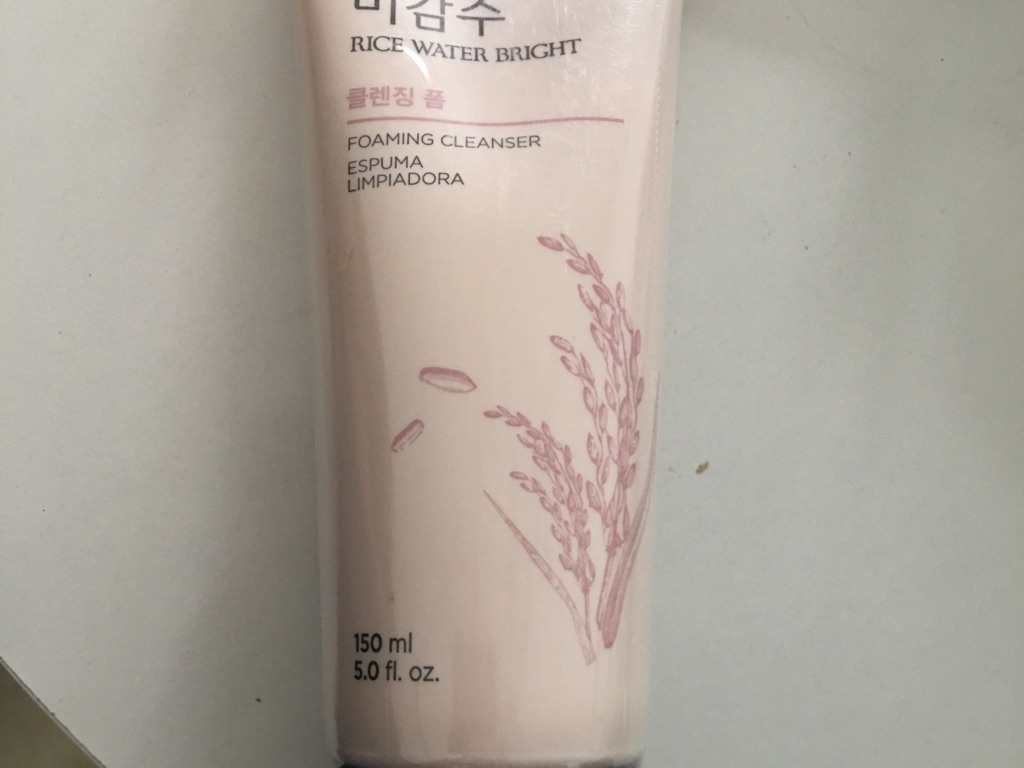 미감수
RICE WATER BRIGHT
클렌징 폼
FOAMING CLEANSER
ESPUMA
LIMPIADORA
150 ml
5.0 fl. oz.